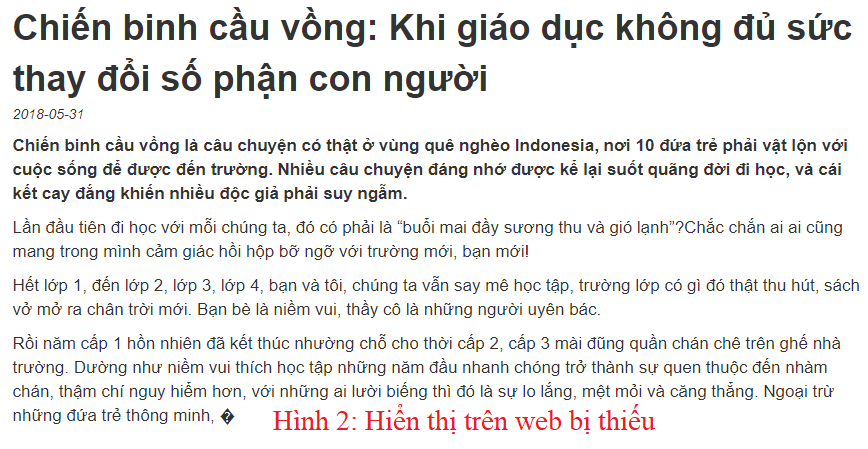 Chiến binh cầu vồng: Khi giáo dục không đủ sức
thay đổi số phận con người
2018-05-31
Chiến binh cầu vồng là câu chuyện có thật ở vùng quê nghèo Indonesia, nơi 10 đứa trẻ phải vật lộn với
cuộc sống để được đến trường. Nhiều câu chuyện đáng nhớ được kể lại suốt quãng đời đi học, và cái
kết cay đắng khiến nhiều độc giả phải suy ngẫm.
Lần đầu tiên đi học với mỗi chúng ta, đó có phải là “buổi mai đầy sương thu và gió lạnh”?Chắc chắn ai ai cũng
mang trong mình cảm giác hồi hộp bỡ ngỡ với trường mới, bạn mới!
Hết lớp 1, đến lớp 2, lớp 3, lớp 4, bạn và tôi, chúng ta vẫn say mê học tập, trường lớp có gì đó thật thu hút, sách
vở mở ra chân trời mới. Bạn bè là niềm vui, thầy cô là những người uyên bác.
Rồi năm cấp 1 hồn nhiên đã kết thúc nhường chỗ cho thời cấp 2, cấp 3 mài đũng quần chán chê trên ghế nhà
trường. Dường như niềm vui thích học tập những năm đầu nhanh chóng trở thành sự quen thuộc đến nhàm
chán, thậm chí nguy hiểm hơn, với những ai lười biếng thì đó là sự lo lắng, mệt mỏi và căng thẳng. Ngoại trừ
những đứa trẻ thông minh, �
Hình 2: Hiển thị trên web bị thiếu